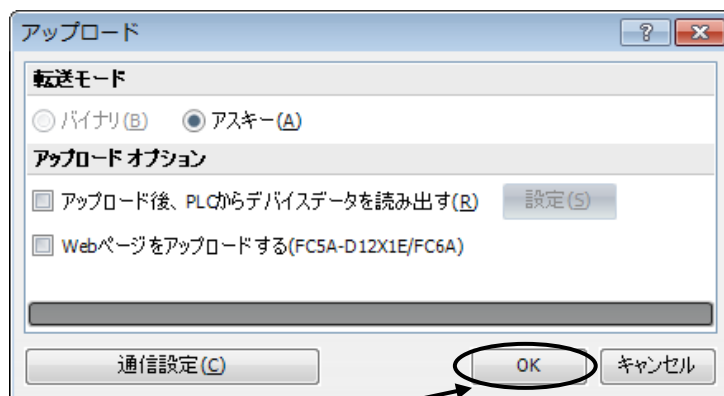 アップロード
転送モード
バイナリ(B) アスキー(A)
アップロード オプション
アップロード後、PLCからデバイスデータを読み出す(R) 設定(S)
Webページをアップロードする(FC5A-D12X1E/FC6A)
通信設定(C) OK キャンセル